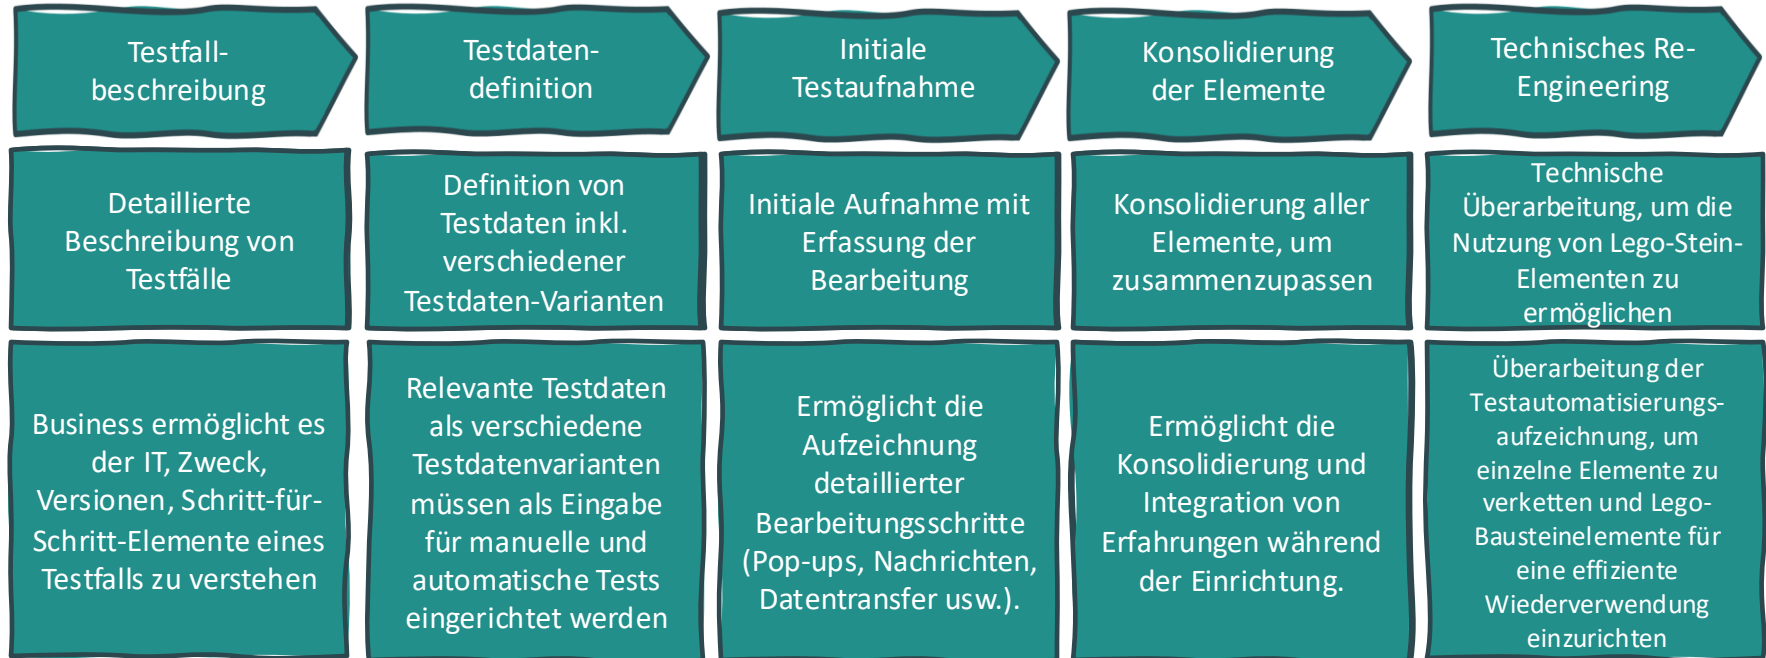 Testfall-
beschreibung
Testdaten-
definition
Initiale
Testaufnahme
Konsolidierung
der Elemente
Technisches Re-
Engineering
Detaillierte
Beschreibung von
Testfälle
Definition von
Testdaten inkl.
verschiedener
Testdaten-Varianten
Initiale Aufnahme mit
Erfassung der
Bearbeitung
Konsolidierung aller
Elemente, um
zusammenzupassen
Technische
Überarbeitung, um die
Nutzung von Lego-Stein-
Elementen zu
ermöglichen
Business ermöglicht es
der IT, Zweck,
Versionen, Schritt-für-
Schritt-Elemente eines
Testfalls zu verstehen
Relevante Testdaten
als verschiedene
Testdatenvarianten
müssen als Eingabe
für manuelle und
automatische Tests
eingerichtet werden
Ermöglicht die
Aufzeichnung
detaillierter
Bearbeitungsschritte
(Pop-ups, Nachrichten,
Datentransfer usw.).
Ermöglicht die
Konsolidierung und
Integration von
Erfahrungen während
der Einrichtung.
Überarbeitung der
Testautomatisierungs-
aufzeichnung, um
einzelne Elemente zu
verketten und Lego-
Bausteinelemente für
eine effiziente
Wiederverwendung
einzurichten